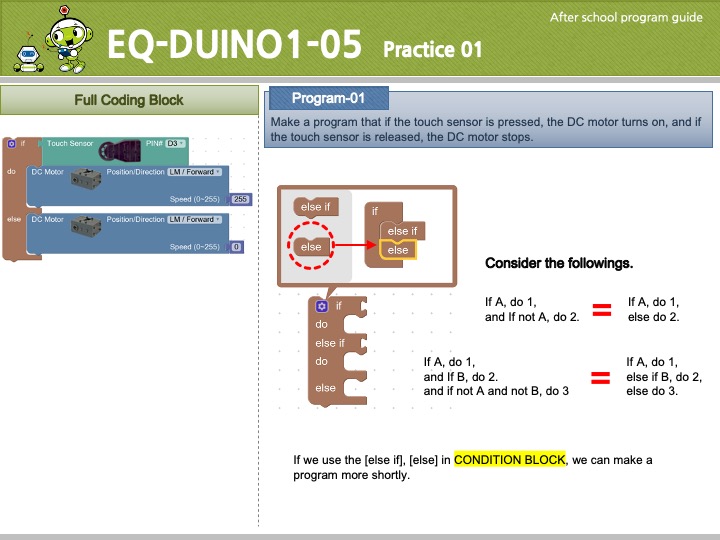 After school program guide
EQ-DUINO1-05 Practice 01
Full Coding Block
if Touch Sensor PIN# D3
do DC Motor Position/Direction LM / Forward
Speed (0~255) 255
else DC Motor Position/Direction LM / Forward
Speed (0~255) 0
Program-01
Make a program that if the touch sensor is pressed, the DC motor turns on, and if
the touch sensor is released, the DC motor stops.
else if
else
if
else if
else
if
do
else if
do
else
Consider the followings.
If A, do 1,
and If not A, do 2.
=
If A, do 1,
else do 2.
If A, do 1,
and If B, do 2.
and if not A and not B, do 3
=
If A, do 1,
else if B, do 2,
else do 3.
If we use the [else if], [else] in CONDITION BLOCK, we can make a
program more shortly.